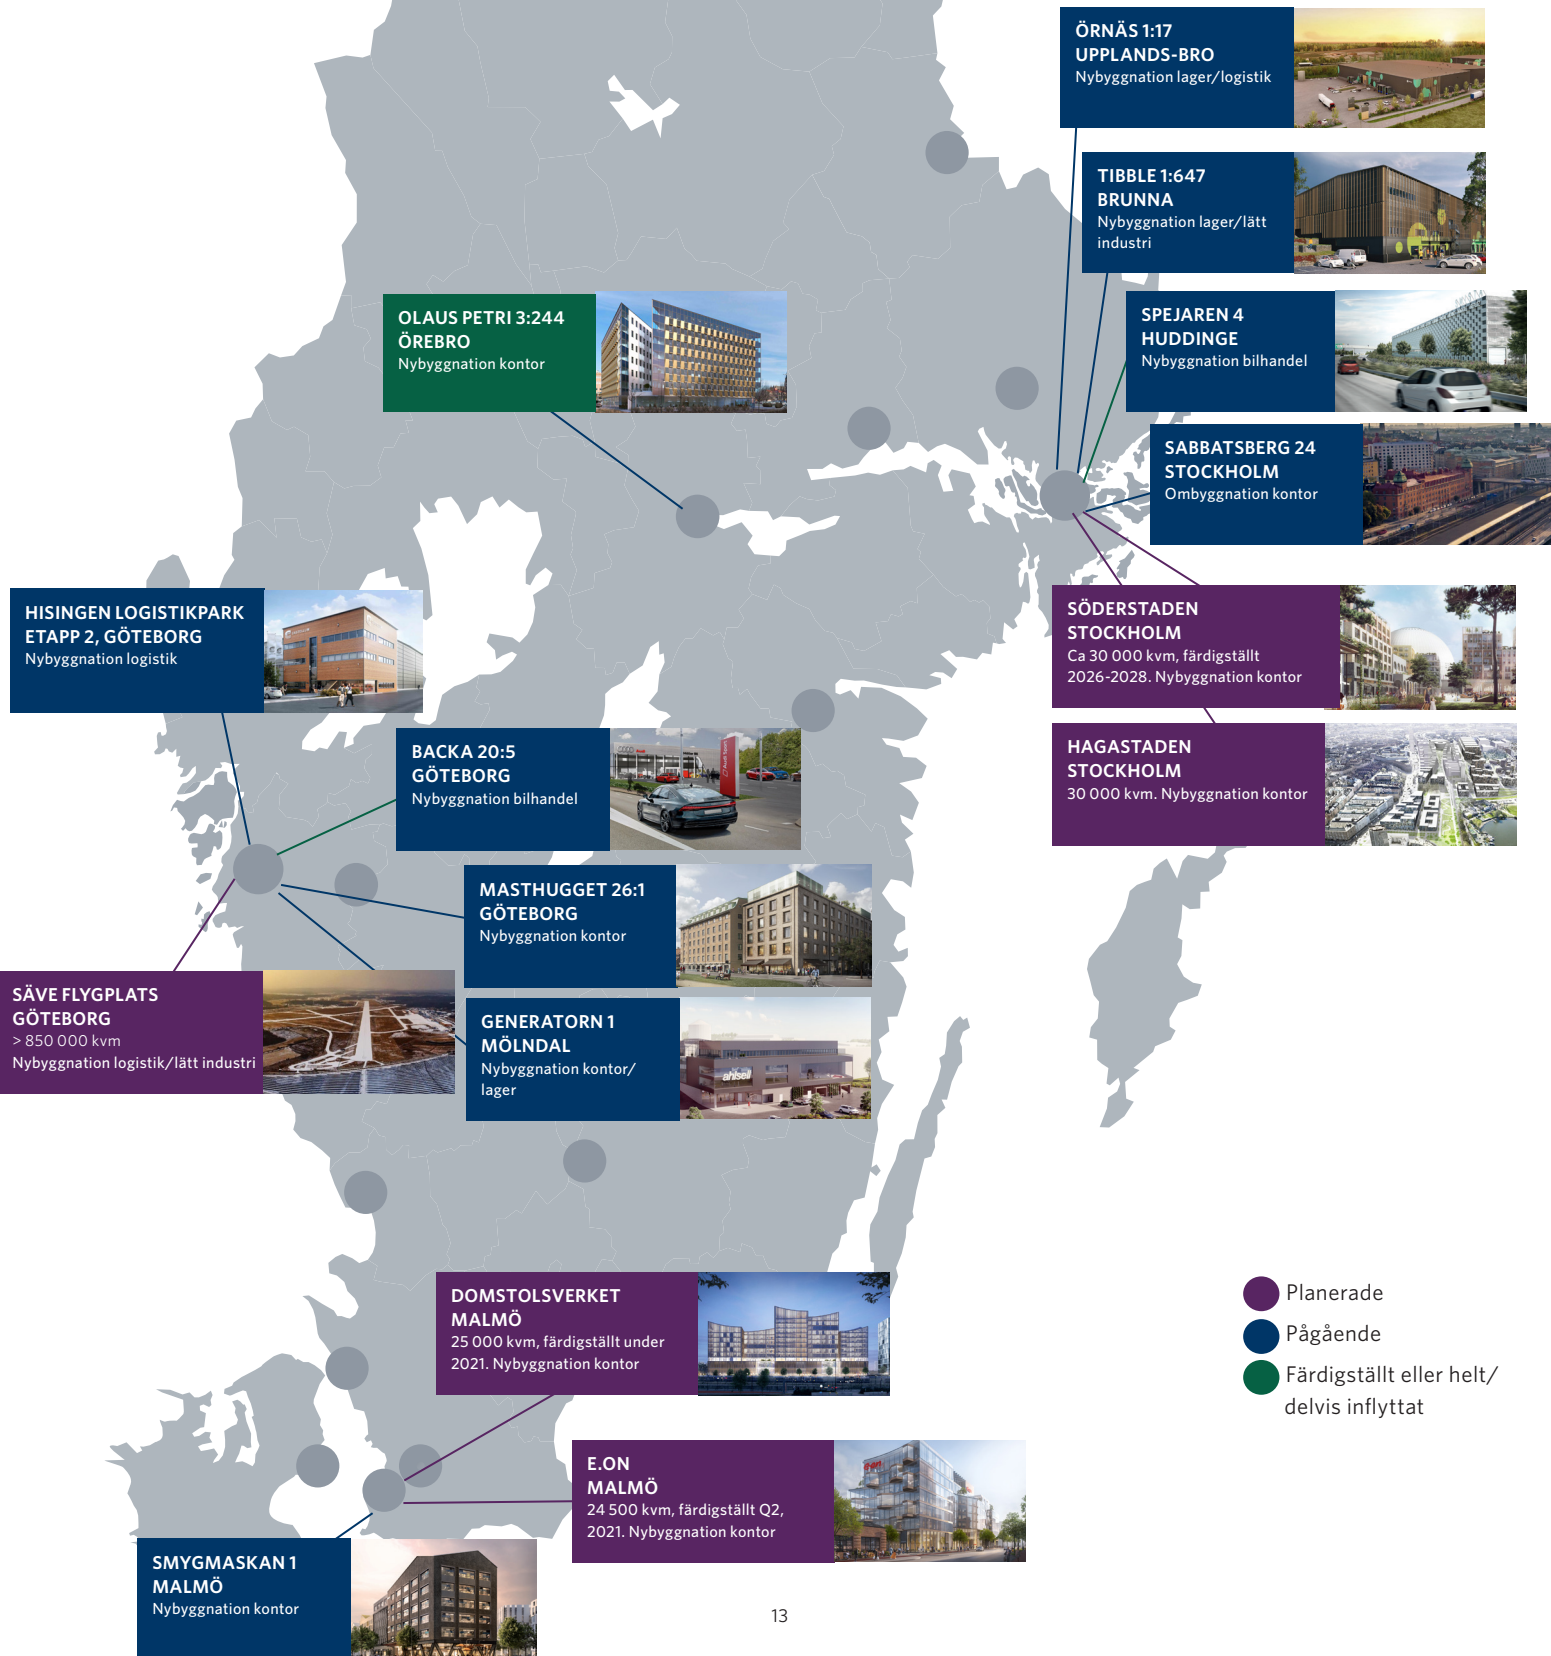 ÖRNÄS 1:17
UPPLANDS-BRO
Nybyggnation lager/logistik
TIBBLE 1:647
BRUNNA
Nybyggnation lager/lätt
industri
OLAUS PETRI 3:244
ÖREBRO
Nybyggnation kontor
SPEJAREN 4
HUDDINGE
Nybyggnation bilhandel
SABBATSBERG 24
STOCKHOLM
Ombyggnation kontor
HISINGEN LOGISTIKPARK
ETAPP 2, GÖTEBORG
Nybyggnation logistik
SÖDERSTADEN
STOCKHOLM
Ca 30 000 kvm, färdigställt
2026-2028. Nybyggnation kontor
BACKA 20:5
GÖTEBORG
Nybyggnation bilhandel
HAGASTADEN
STOCKHOLM
30 000 kvm. Nybyggnation kontor
MASTHUGGET 26:1
GÖTEBORG
Nybyggnation kontor
SÄVE FLYGPLATS
GÖTEBORG
> 850 000 kvm
Nybyggnation logistik/lätt industri
GENERATORN 1
MÖLNDAL
Nybyggnation kontor/
lager
ahlsell
DOMSTOLSVERKET
MALMÖ
25 000 kvm, färdigställt under
2021. Nybyggnation kontor
Planerade
Pågående
Färdigställt eller helt/
delvis inflyttat
E.ON
MALMÖ
24 500 kvm, färdigställt Q2,
2021. Nybyggnation kontor
e.on
SMYGMASKAN 1
MALMÖ
Nybyggnation kontor
13